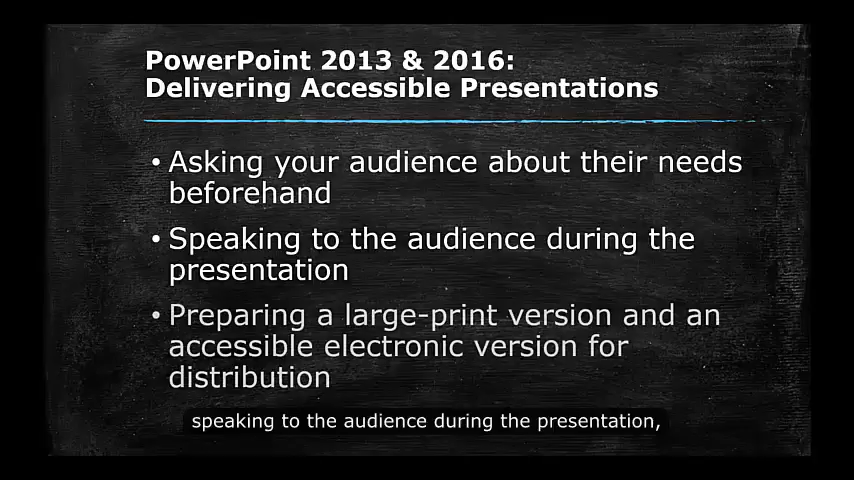 PowerPoint 2013 & 2016:
Delivering Accessible Presentations
• Asking your audience about their needs
beforehand
• Speaking to the audience during the
presentation
• Preparing a large-print version and an
accessible electronic version for
distribution
speaking to the audience during the presentation,